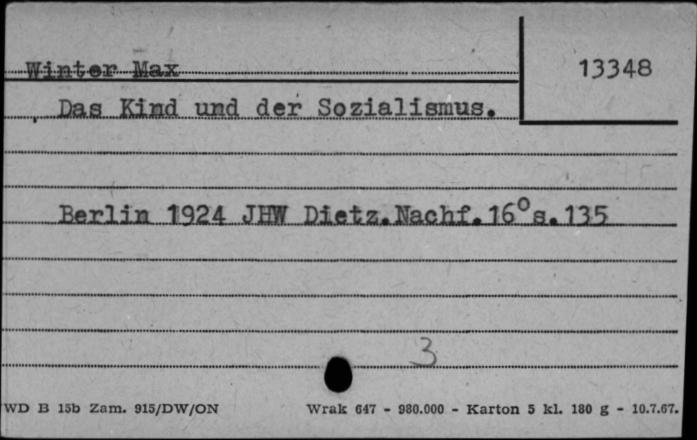 Winter Max
13348
Das Kind und der Sozialismus.
Berlin 1924 JHW Dietz.Nachf.16° s.135
3
WD B 15b Zam. 915/DW/ON Wrak 647 - 980.000 - Karton 5 kl. 180 g - 10.7.67.